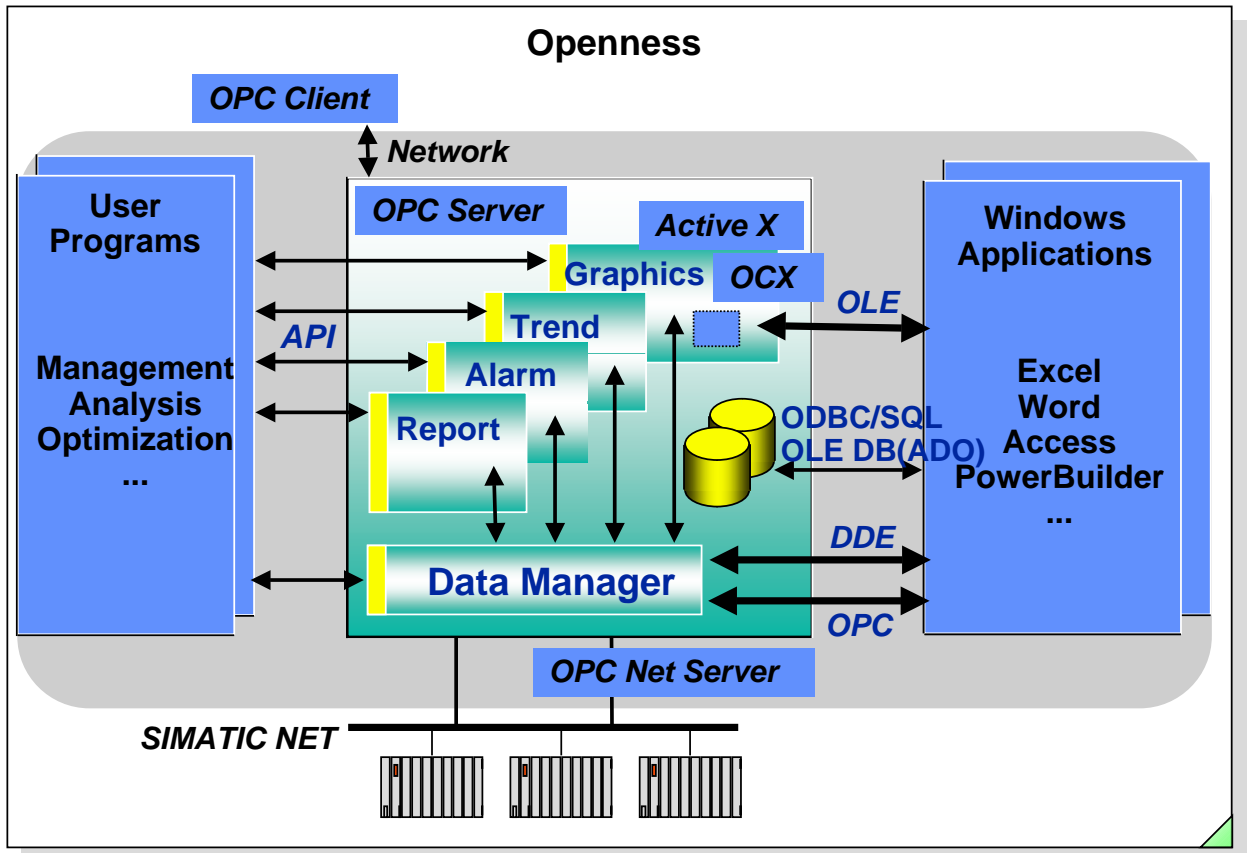 Openness
OPC Client
Network
User
Programs
Management
Analysis
Optimization
...
API
OPC Server
Active X
Graphics
OCX
Trend
Alarm
Report
Data Manager
OLE
ODBC/SQL
OLE DB(ADO)
DDE
OPC
Windows
Applications
Excel
Word
Access
PowerBuilder
...
OPC Net Server
SIMATIC NET